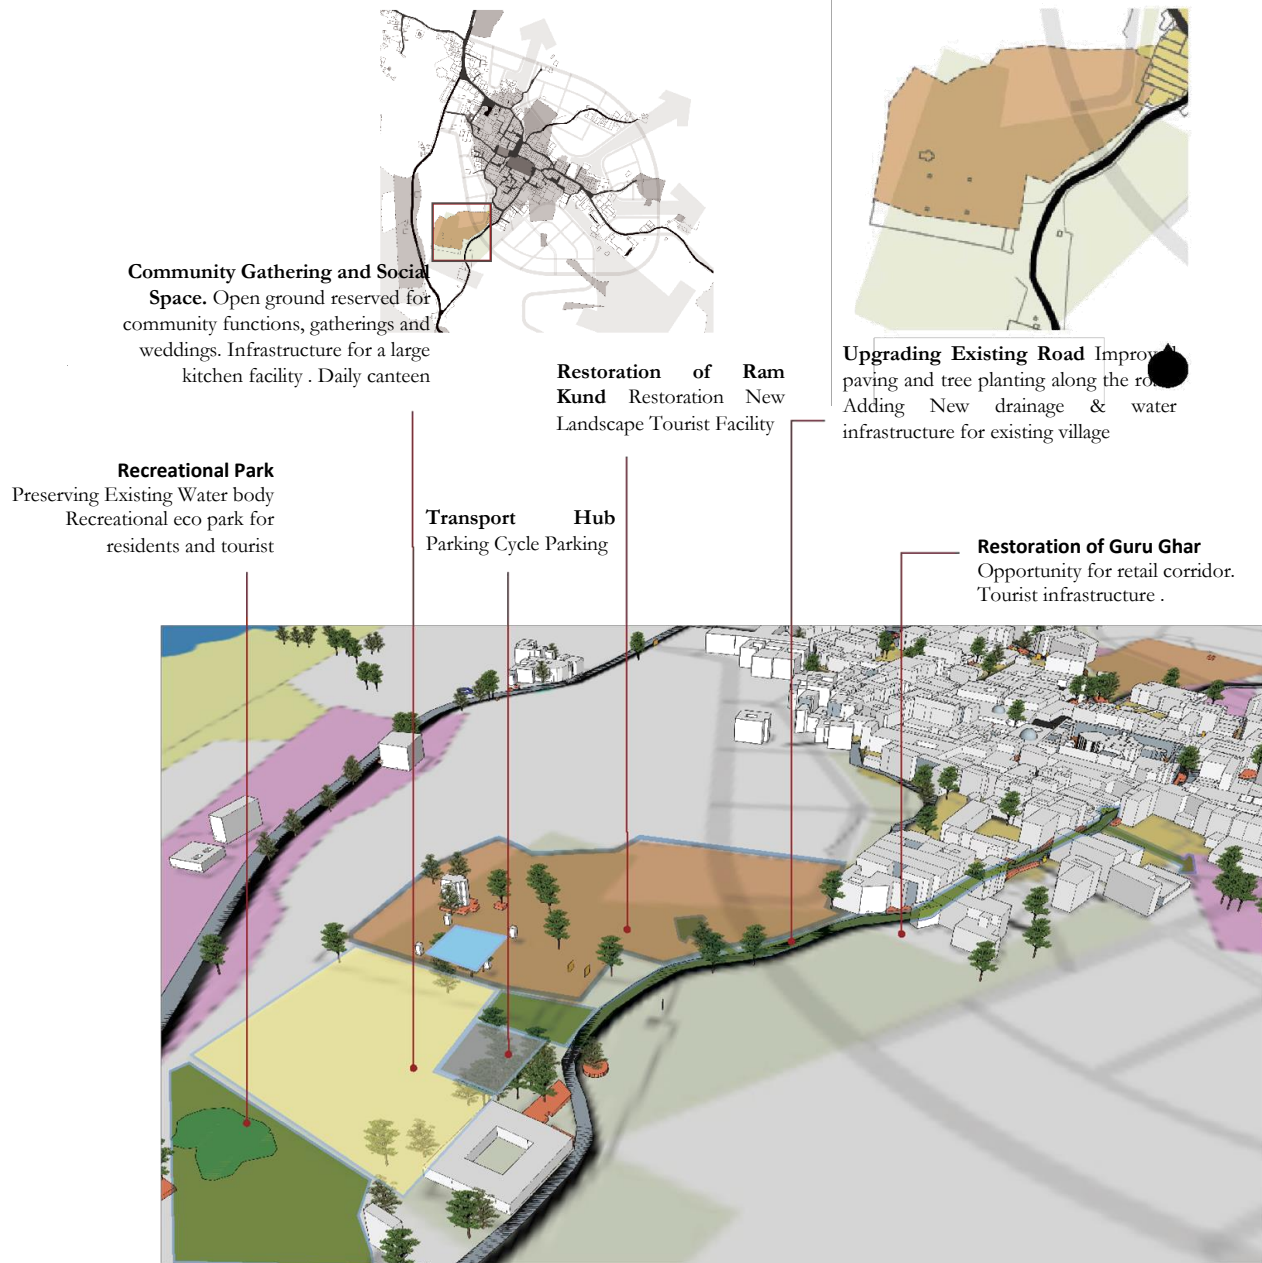 Community Gathering and Social
Space. Open ground reserved for
community functions, gatherings and
weddings. Infrastructure for a large
kitchen facility . Daily canteen
Restoration of Ram
Kund Restoration New
Landscape Tourist Facility
Upgrading Existing Road
paving and tree planting along the
Adding New drainage & water
infrastructure for existing village
Recreational Park
Preserving Existing Water body
Recreational eco park for
residents and tourist
Transport Hub
Parking Cycle Parking
Restoration of Guru Ghar
Opportunity for retail corridor.
Tourist infrastructure .